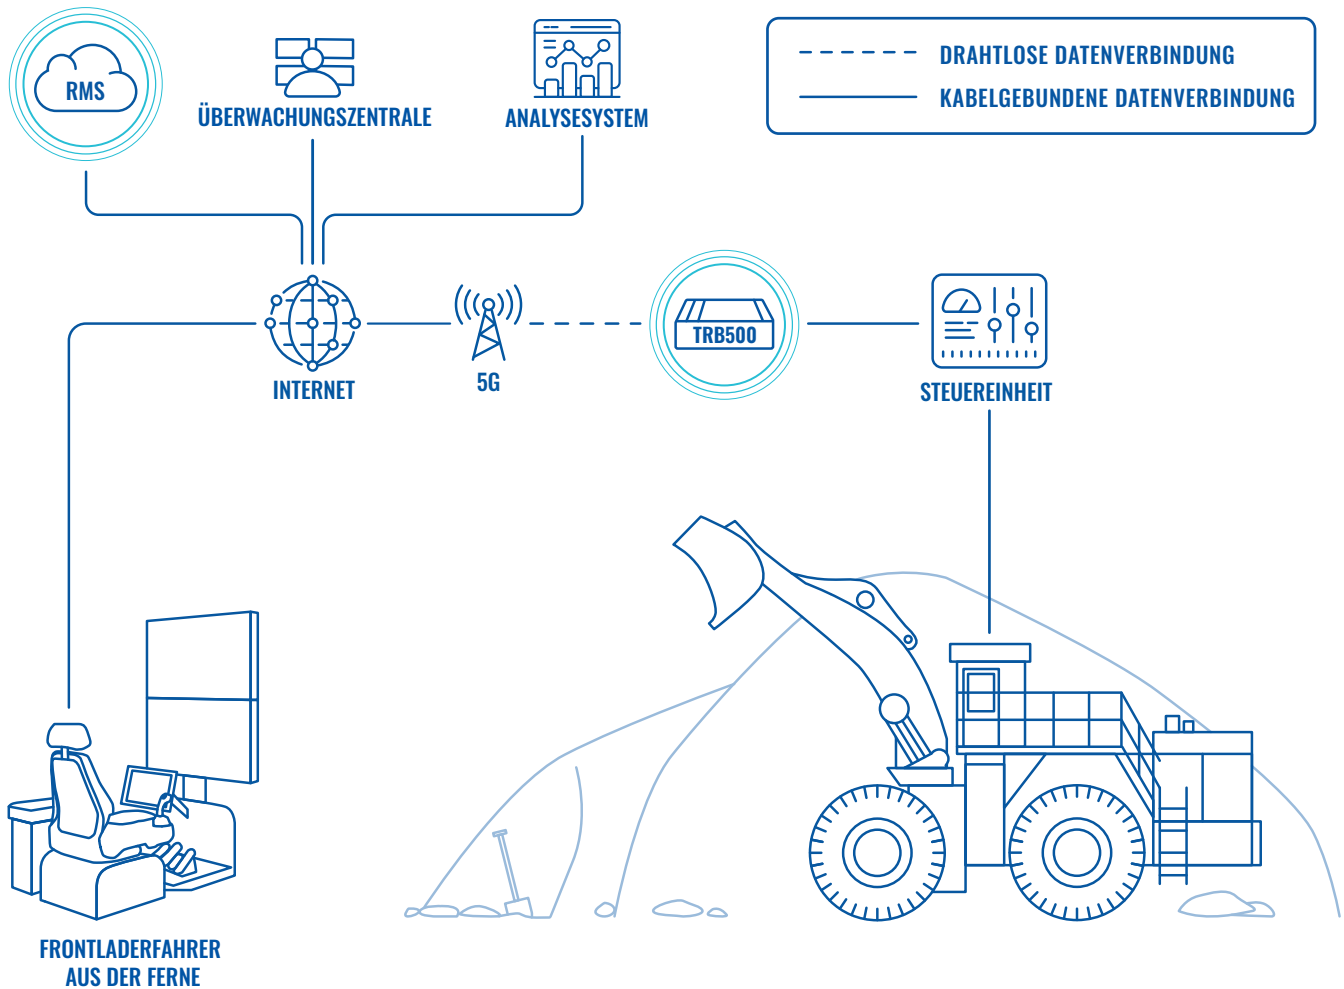 RMS
ÜBERWACHUNGSZENTRALE
ANALYSESYSTEM
DRAHTLOSE DATENVERBINDUNG
KABELGEBUNDENE DATENVERBINDUNG
INTERNET
5G
TRB500
STEUEREINHEIT
FRONTLADERFAHRER
AUS DER FERNE